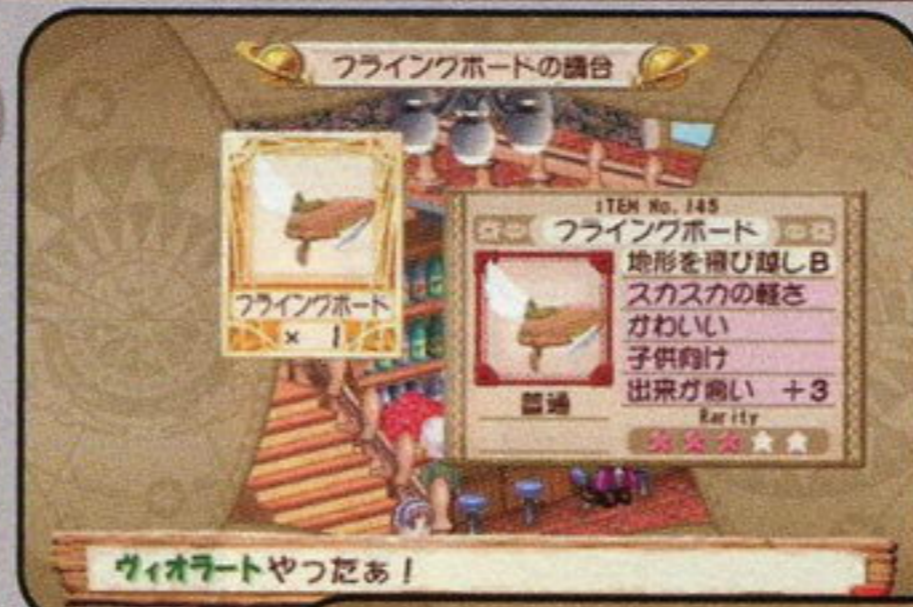 フライングボードの調合
フライングボード
× 1
ITEM No. 145
フライングボード
地形を飛び越しB
スカスカの軽さ
かわいい
子供向け
出来が良い +3
普通
Rarity
ヴィオラートやったぁ！